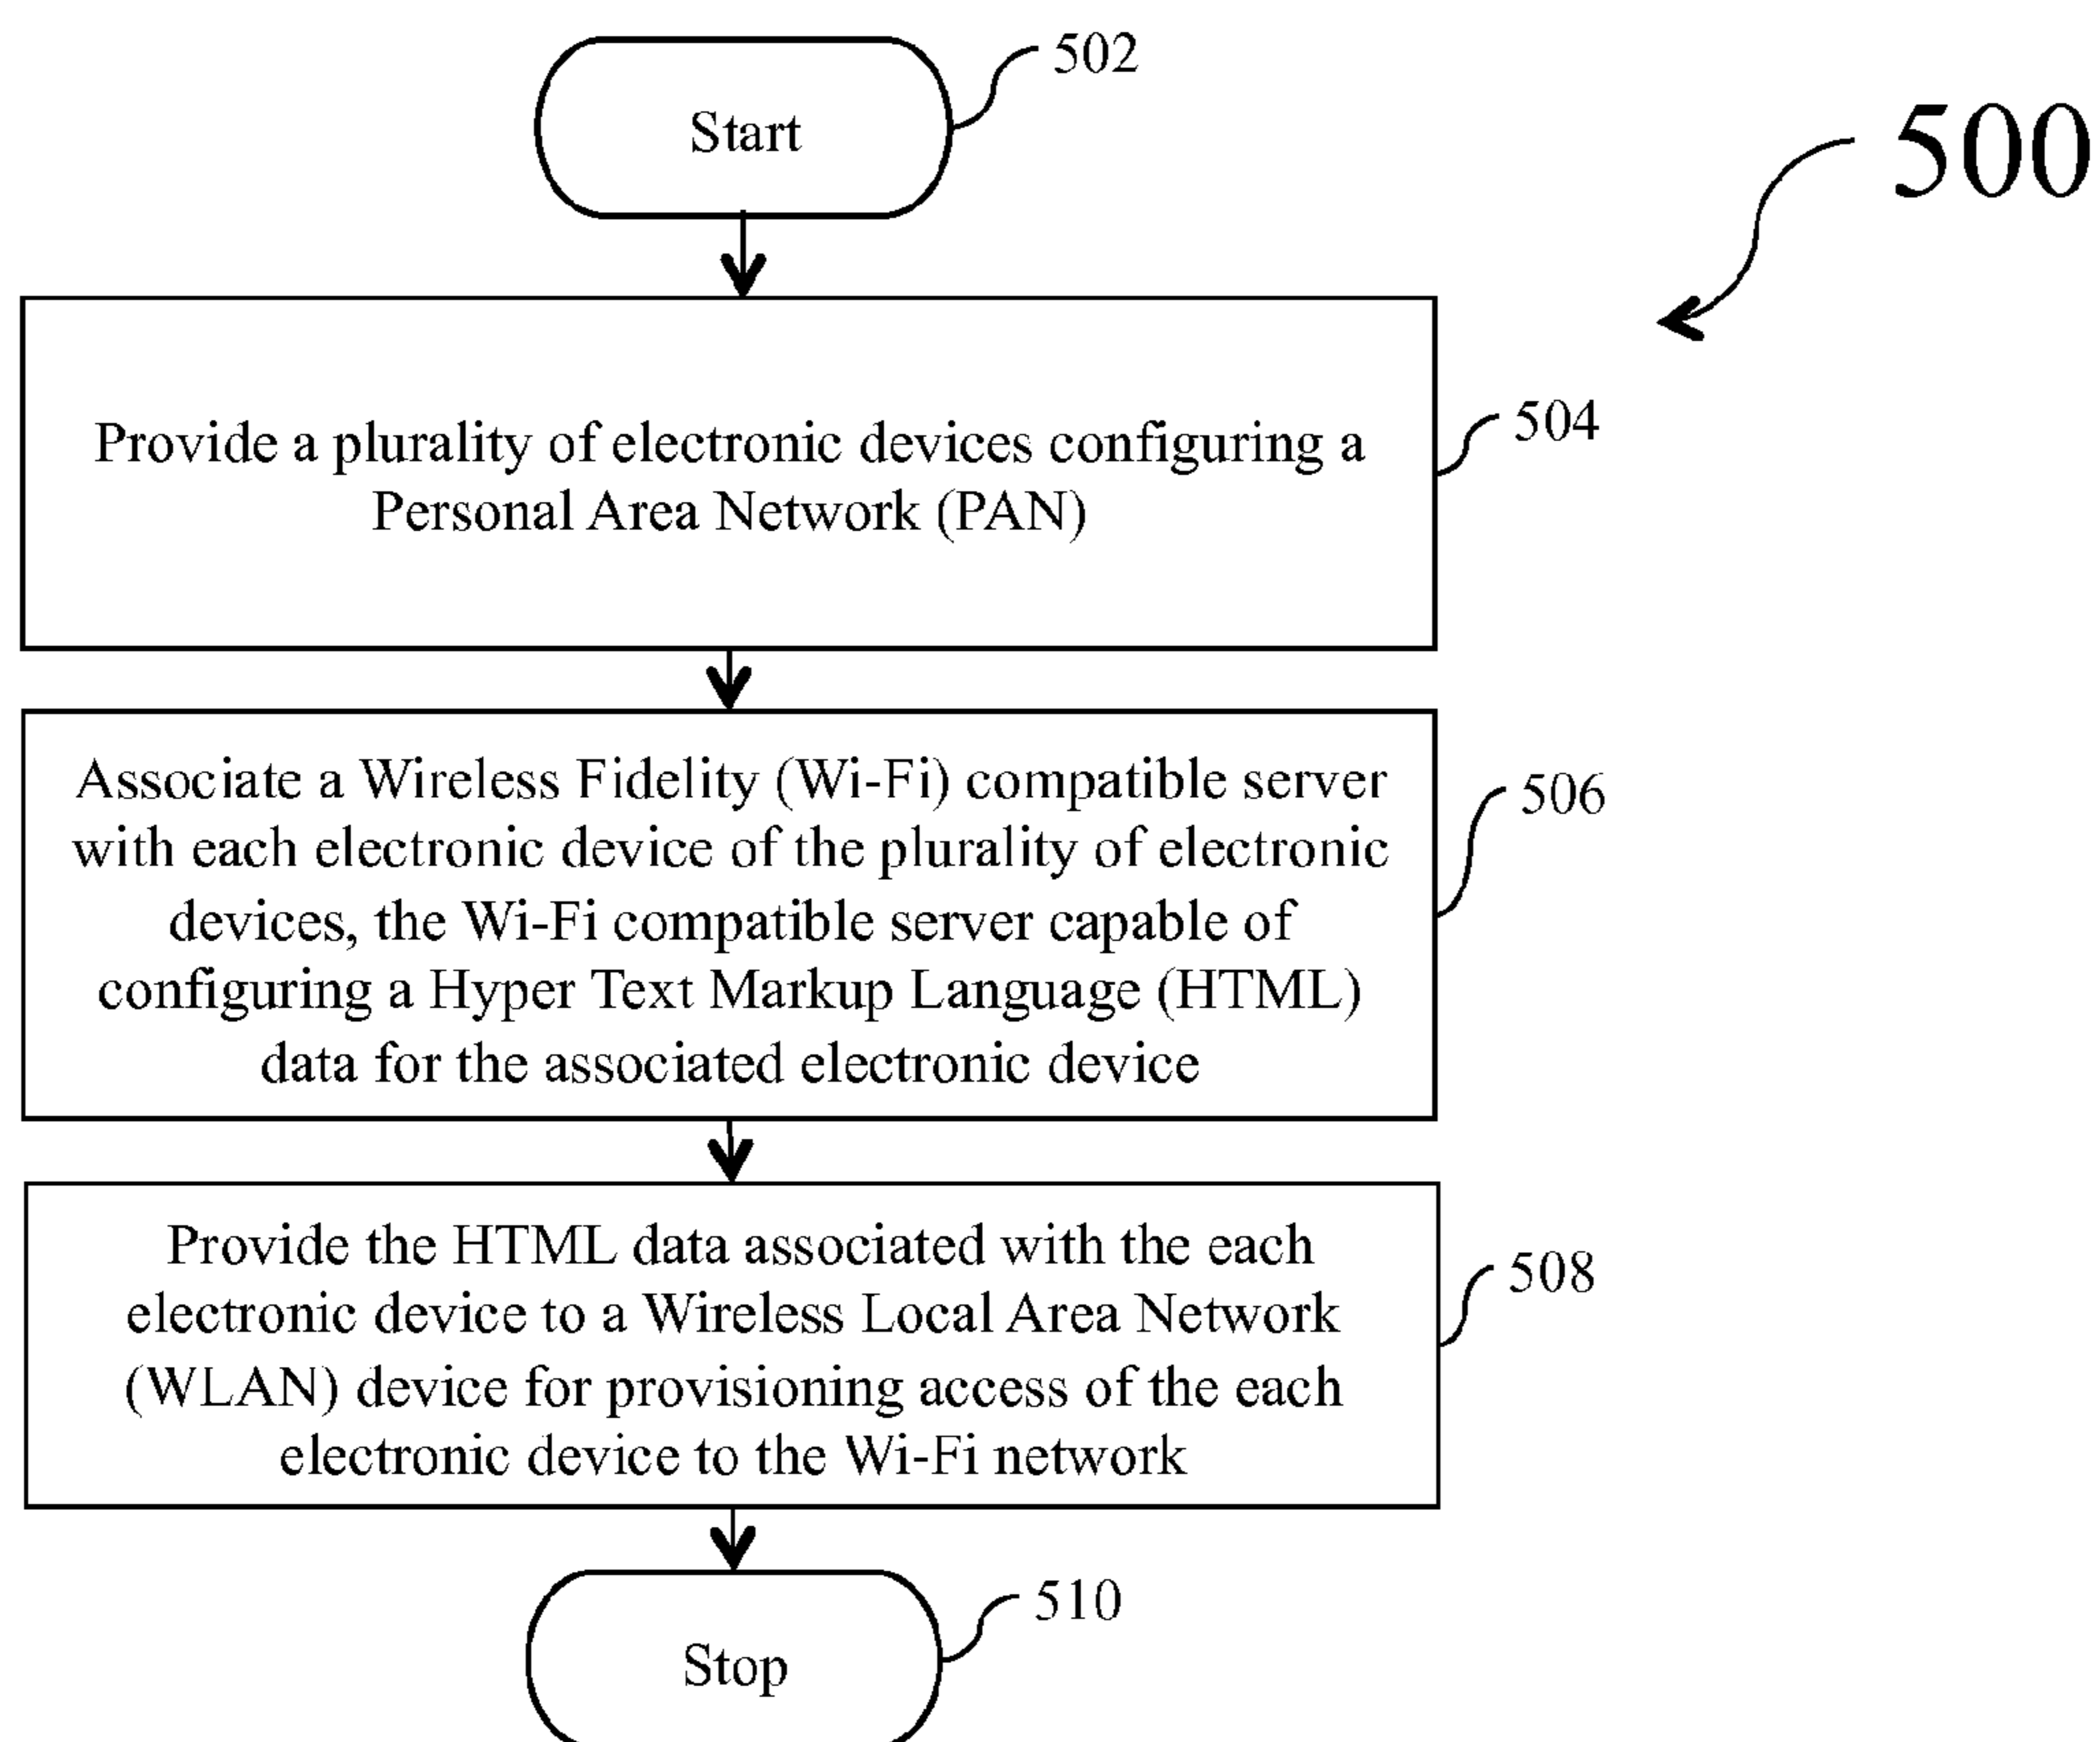 502
Start
500
Provide a plurality of electronic devices configuring a
Personal Area Network (PAN)
504
Associate a Wireless Fidelity (Wi-Fi) compatible server
with each electronic device of the plurality of electronic
devices, the Wi-Fi compatible server capable of
configuring a Hyper Text Markup Language (HTML)
data for the associated electronic device
506
Provide the HTML data associated with the each
electronic device to a Wireless Local Area Network
(WLAN) device for provisioning access of the each
electronic device to the Wi-Fi network
508
510
Stop